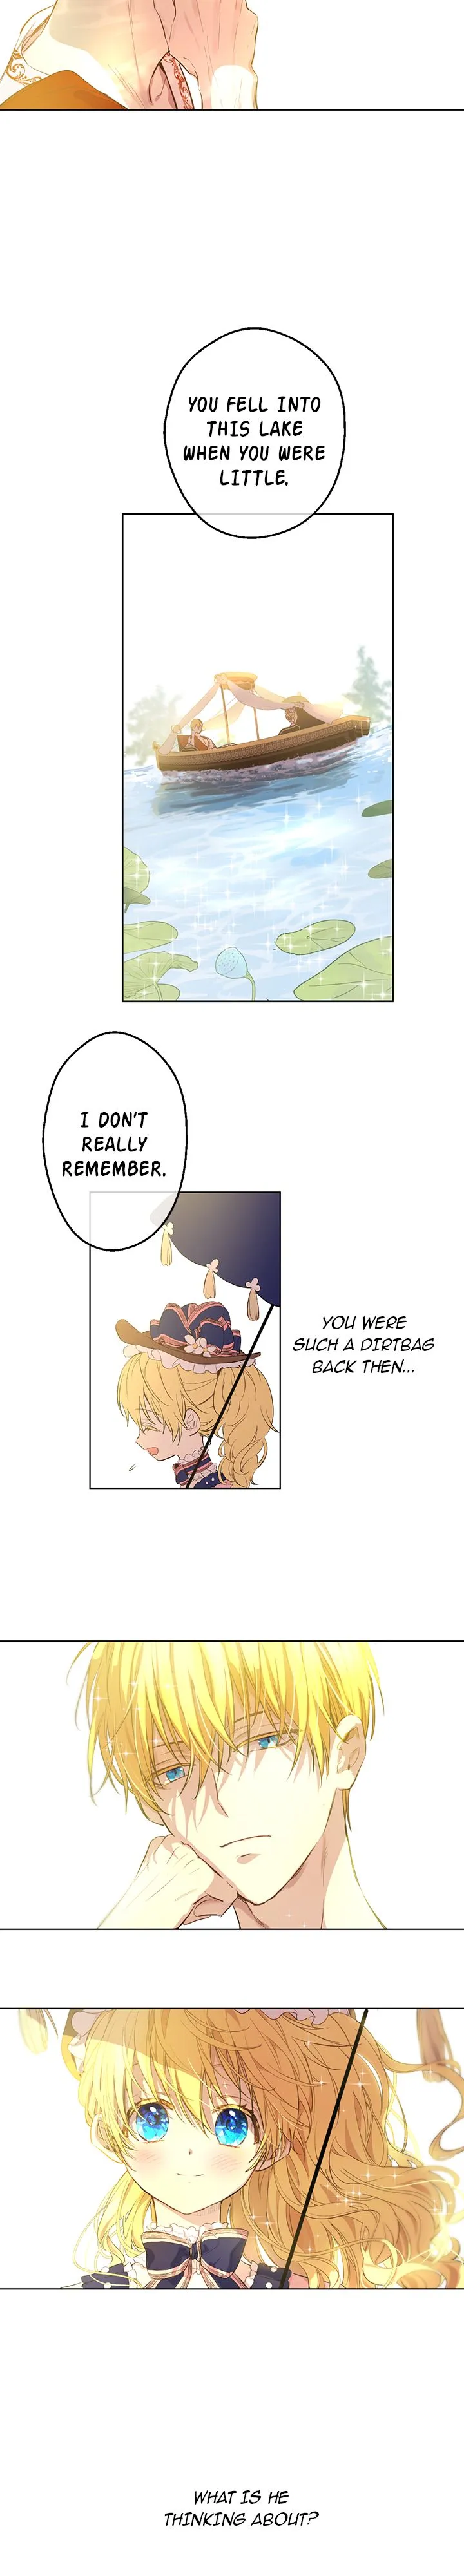 YOU FELL INTO
THIS LAKE
WHEN YOU WERE
LITTLE.
I DON'T
REALLY
REMEMBER.
YOU WERE
SUCH A DIRTBAG
BACK THEN...
WHAT IS HE
THINKING ABOUT?